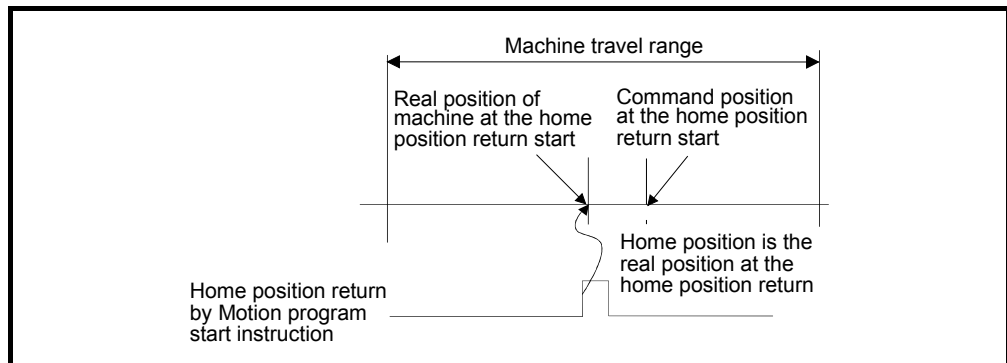 Machine travel range
Real position of
machine at the home
position return start
Command position
at the home position
return start
Home position is the
real position at the
home position return
Home position return
by Motion program
start instruction